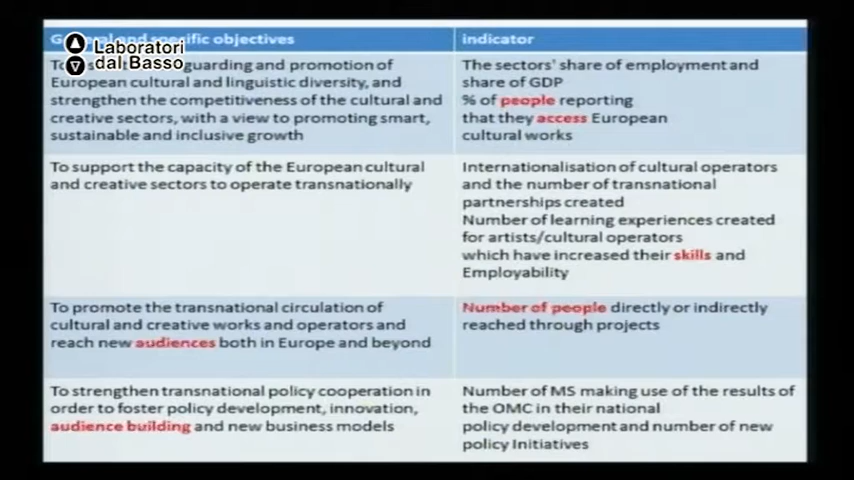 Laboratori
dal Basso
specific objectives
indicator
guarding and promotion of
European cultural and linguistic diversity, and
strengthen the competitiveness of the cultural and
creative sectors, with a view to promoting smart,
sustainable and inclusive growth
The sectors' share of employment and
share of GDP
% of people reporting
that they access European
cultural works
To support the capacity of the European cultural
and creative sectors to operate transnationally
Internationalisation of cultural operators
and the number of transnational
partnerships created
Number of learning experiences created
for artists/cultural operators
which have increased their skills and
Employability
To promote the transnational circulation of
cultural and creative works and operators and
reach new audiences both in Europe and beyond
Number of people directly or indirectly
reached through projects
To strengthen transnational policy cooperation in
order to foster policy development, innovation,
audience building and new business models
Number of MS making use of the results of
the OMC in their national
policy development and number of new
policy Initiatives